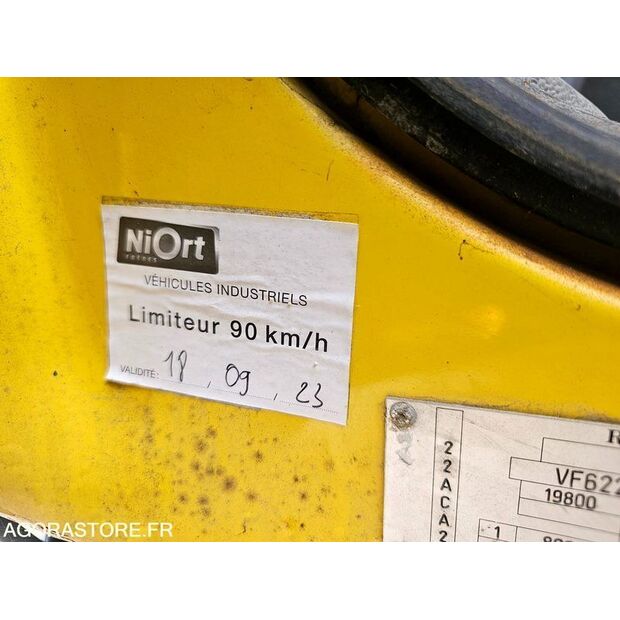 NiOrt
VÉHICULES INDUSTRIELS
Limiteur 90 km/h
VALIDITÉ: 18 . 09 . 23
R
VF622
19800
1
22ACA2
AGORASTORE.FR